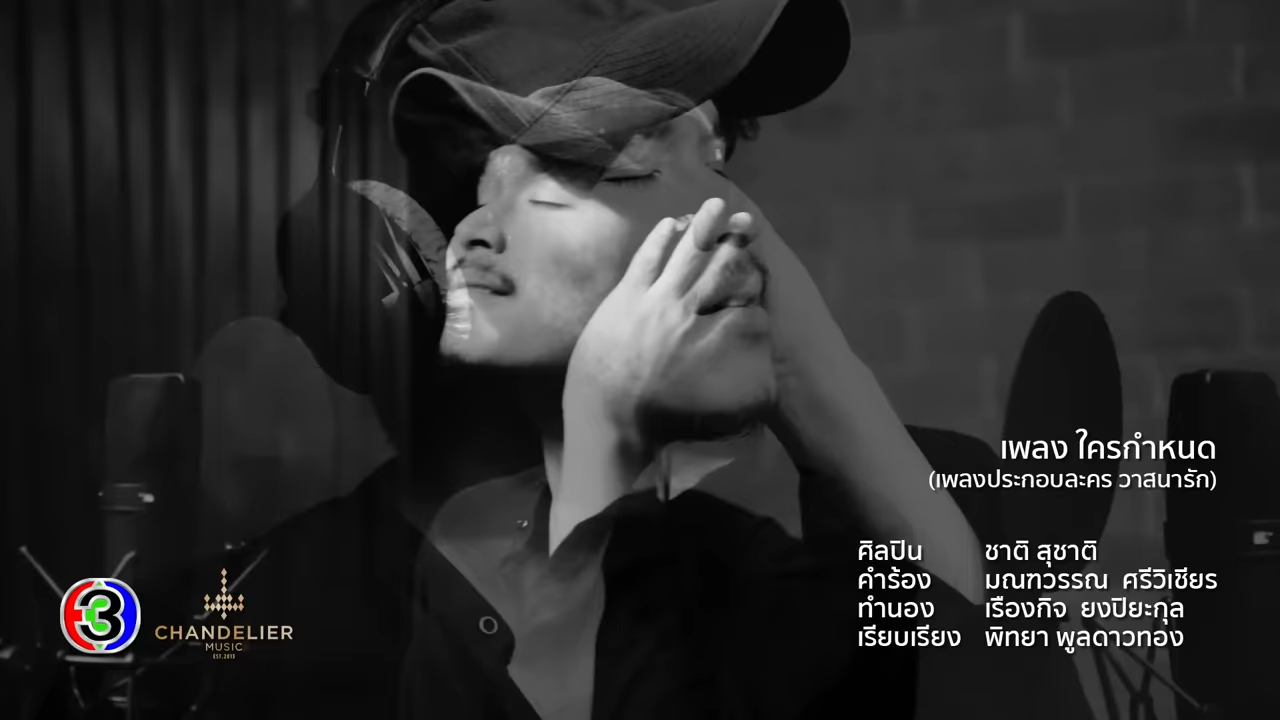 เพลง ใครกำหนด
(เพลงประกอบละคร วาสนารัก)
ศิลปิน ชาติ สุชาติ
คำร้อง มณฑวรรณ ศรีวิเชียร
ทำนอง เรืองกิจ ยงปิยะกุล
เรียบเรียง พิทยา พูลดาวทอง
3
CHANDELIER
MUSIC
EST.2013